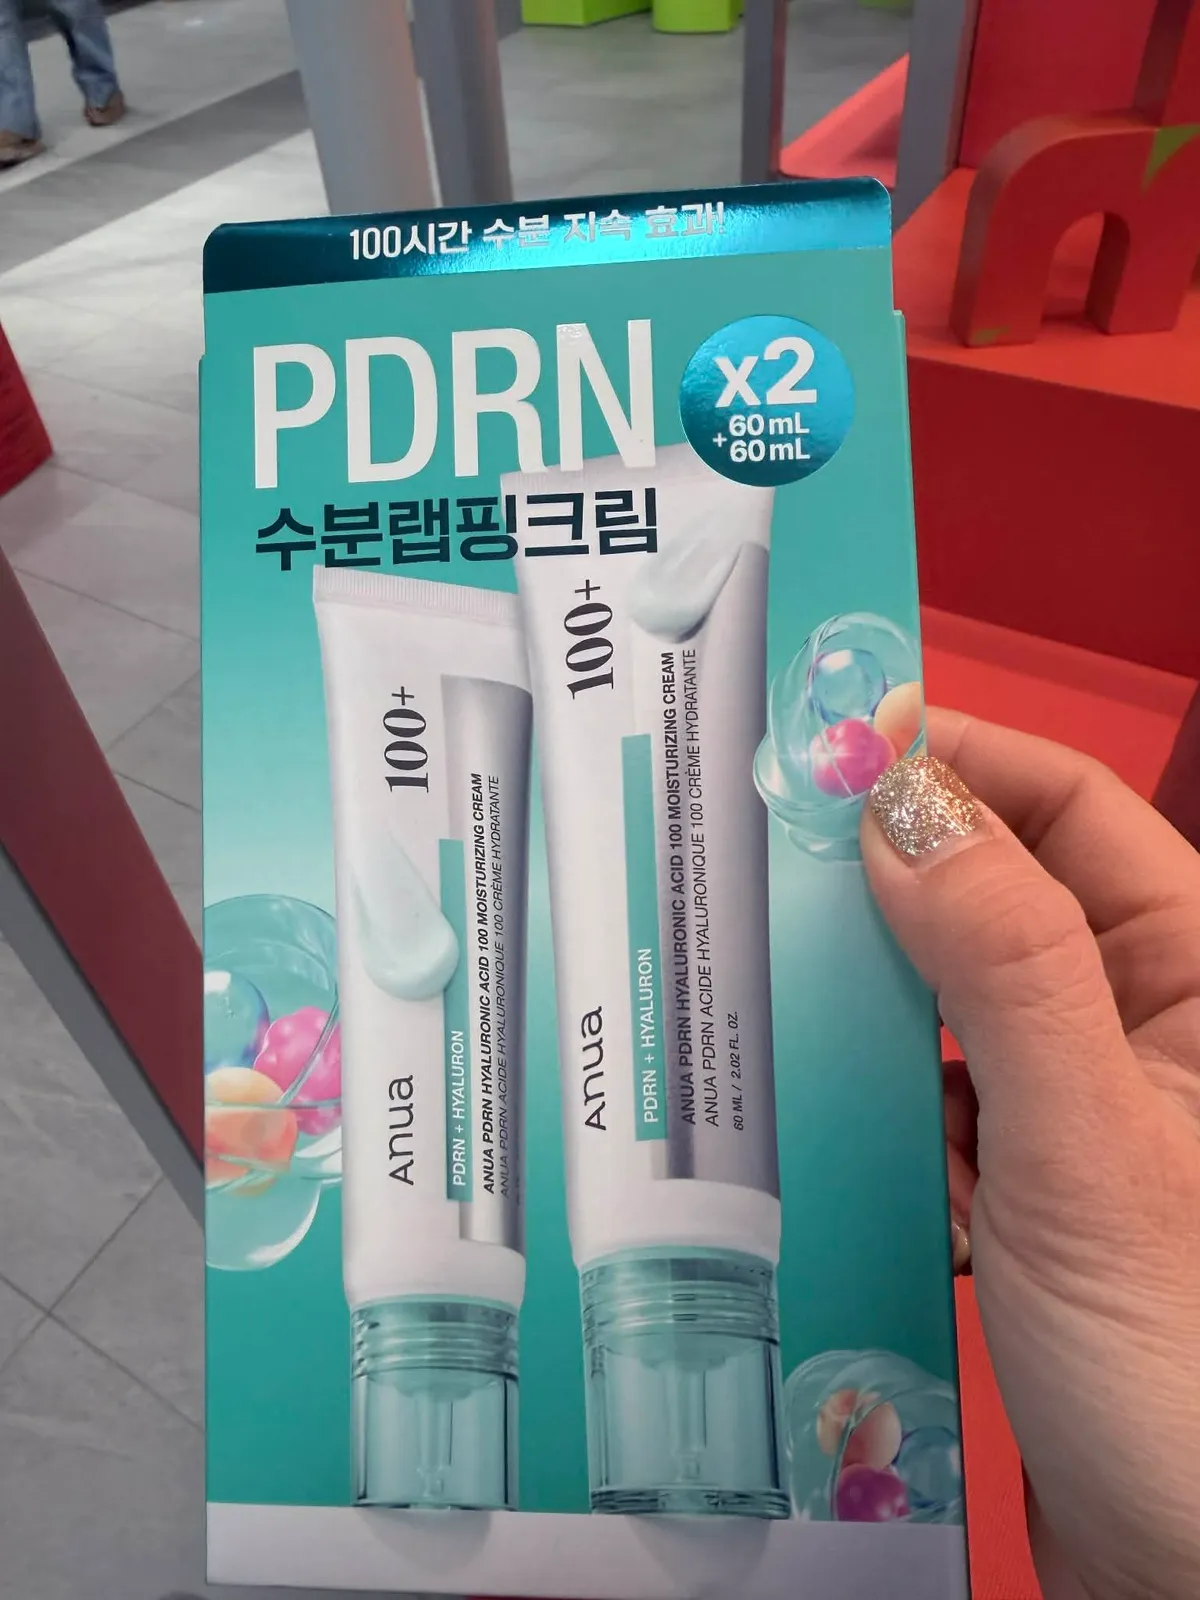 100시간 수분 지속 효과!
PDRN
x2
60 mL
+60 mL
수분랩핑크림
100+
Anua
PDRN + HYALURON
ANUA PDRN HYALURONIC ACID 100 MOISTURIZING CREAM
ANUA PDRN ACIDE HYALURONIQUE 100 CRÈME HYDRATANTE
100+
Anua
PDRN + HYALURON
ANUA PDRN HYALURONIC ACID 100 MOISTURIZING CREAM
ANUA PDRN ACIDE HYALURONIQUE 100 CRÈME HYDRATANTE
60 ML / 2.02 FL. OZ.